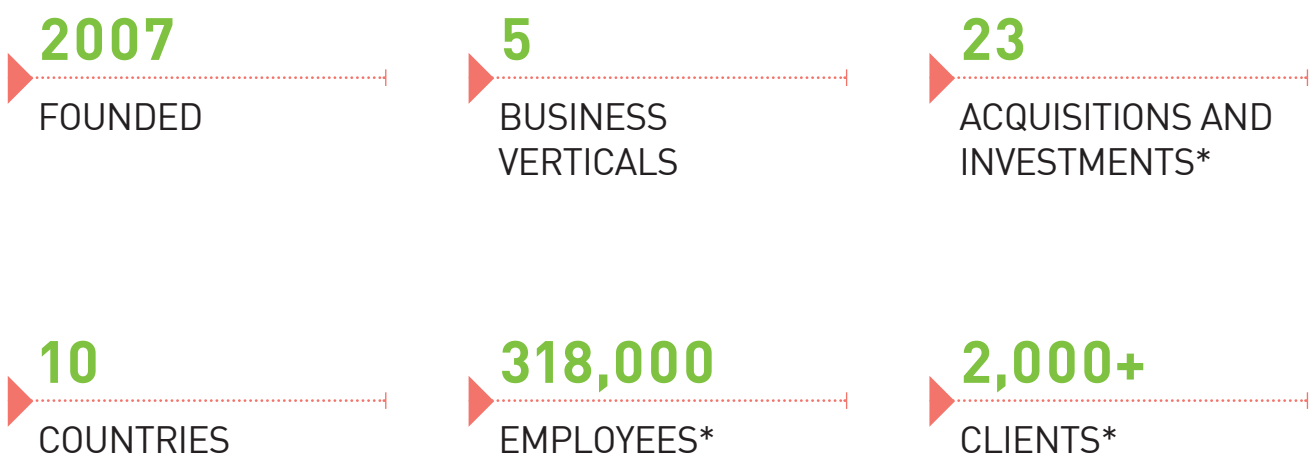 2007
FOUNDED
5
BUSINESS
VERTICALS
23
ACQUISITIONS AND
INVESTMENTS*
10
COUNTRIES
318,000
EMPLOYEES*
2,000+
CLIENTS*